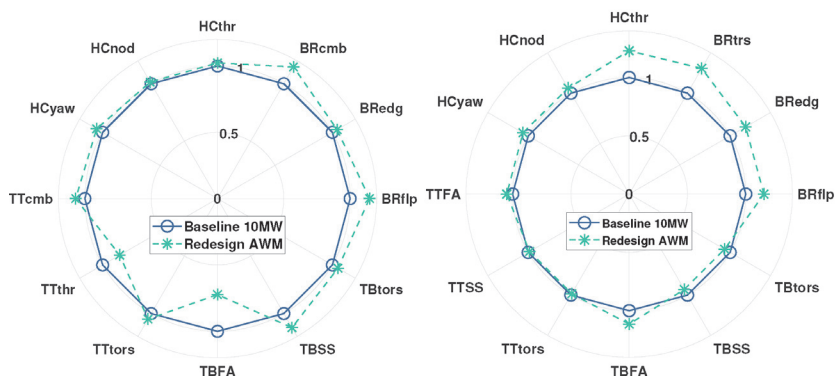 HCthr
HCnod
BRcmb
HCyaw
BRedg
TTcmb
BRflp
TTthr
TBtors
TTtors
TBSS
TBFA
1
0.5
0
Baseline 10MW
Redesign AWM
HCthr
HCnod
BRtrs
HCyaw
BRedg
TTFA
BRflp
TTSS
TBtors
TTtors
TBSS
TBFA
1
0.5
0
Baseline 10MW
Redesign AWM